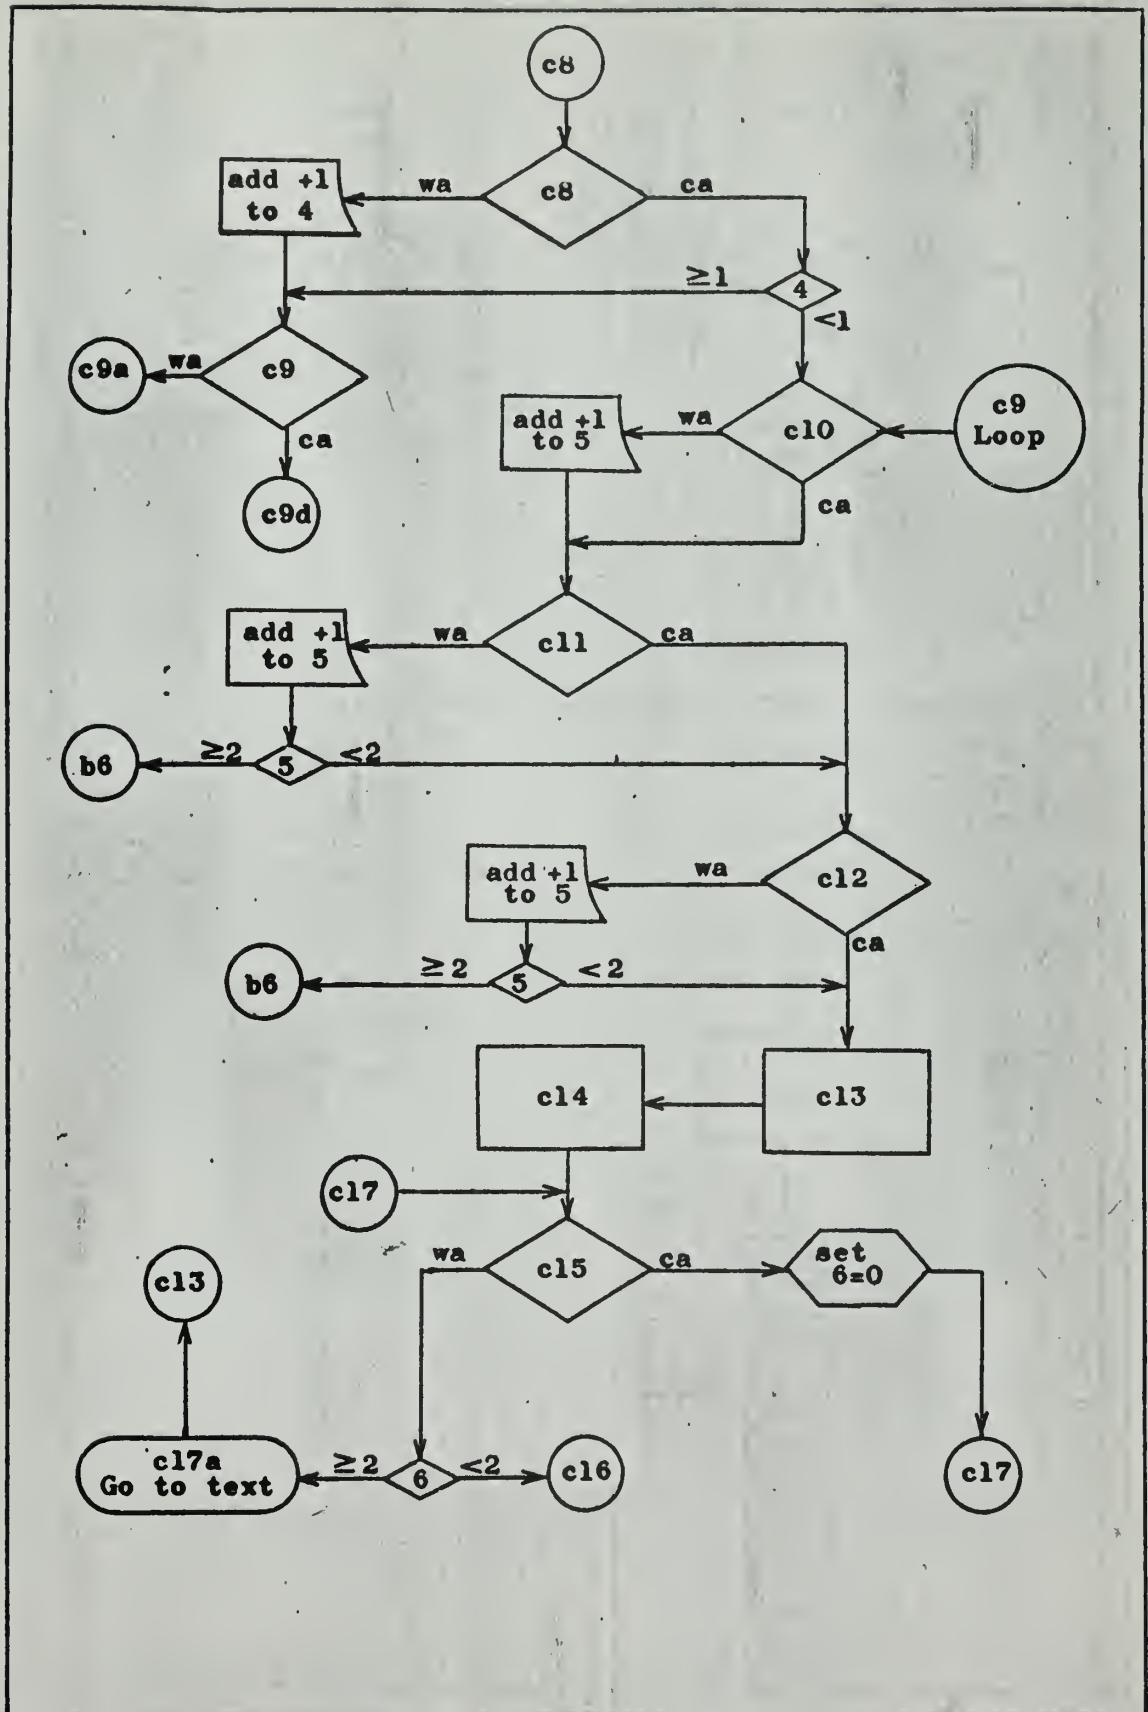 c8
add +1
to 4
wa
c8
ca
≥1
4
<1
c9a
wa
c9
ca
c9d
add +1
to 5
wa
c10
c9
Loop
ca
add +1
to 5
wa
c11
ca
b6
≥2
5
<2
add +1
to 5
wa
c12
ca
b6
≥2
5
<2
c14
c13
c17
wa
c15
ca
set
6=0
c13
c17a
Go to text
≥2
6
<2
c16
c17